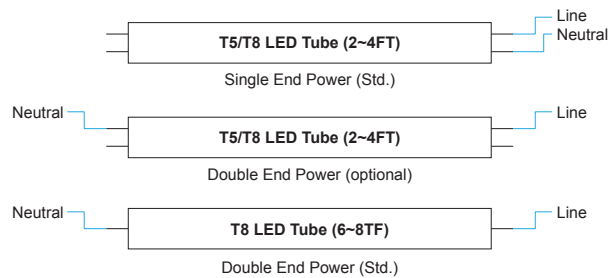 Line
T5/T8 LED Tube (2~4FT)
Neutral
Single End Power (Std.)
Neutral
Line
T5/T8 LED Tube (2~4FT)
Double End Power (optional)
Neutral
Line
T8 LED Tube (6~8TF)
Double End Power (Std.)